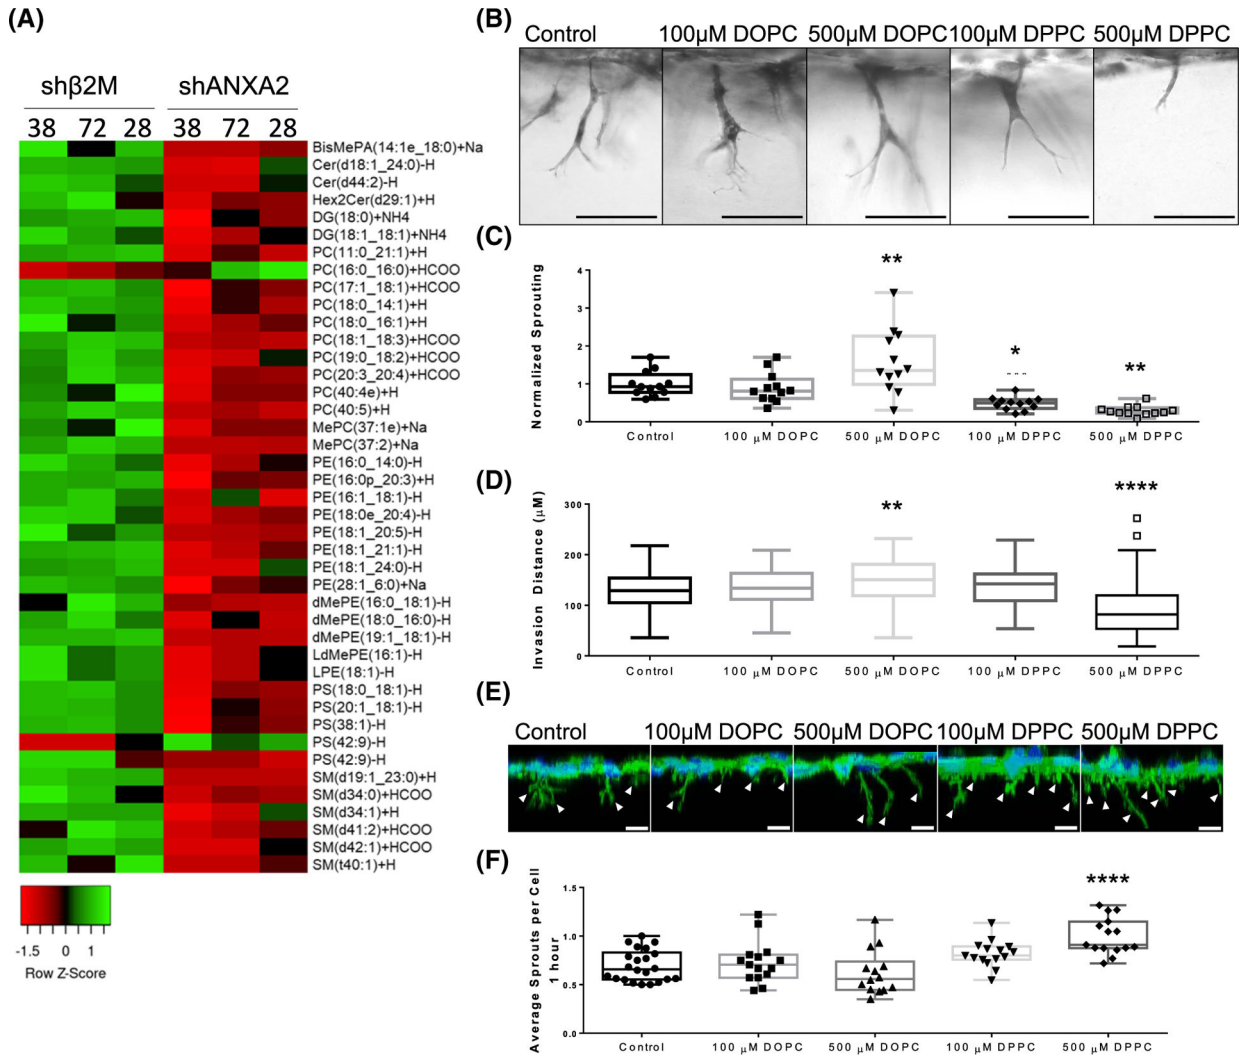 (A)
shβ2M shANXA2
38 72 28 38 72 28
BisMePA(14:1e_18:0)+Na
Cer(d18:1_24:0)-H
Cer(d44:2)-H
Hex2Cer(d29:1)+H
DG(18:0)+NH4
DG(18:1_18:1)+NH4
PC(11:0_21:1)+H
PC(16:0_16:0)+HCOO
PC(17:1_18:1)+HCOO
PC(18:0_14:1)+H
PC(18:0_16:1)+H
PC(18:1_18:3)+HCOO
PC(19:0_18:2)+HCOO
PC(20:3_20:4)+HCOO
PC(40:4e)+H
PC(40:5)+H
MePC(37:1e)+Na
MePC(37:2)+Na
PE(16:0_14:0)-H
PE(16:0p_20:3)+H
PE(16:1_18:1)-H
PE(18:0e_20:4)-H
PE(18:1_20:5)-H
PE(18:1_21:1)-H
PE(18:1_24:0)-H
PE(28:1_6:0)+Na
dMePE(16:0_18:1)-H
dMePE(18:0_16:0)-H
dMePE(19:1_18:1)-H
LdMePE(16:1)-H
LPE(18:1)-H
PS(18:0_18:1)-H
PS(20:1_18:1)-H
PS(38:1)-H
PS(42:9)-H
PS(42:9)-H
SM(d19:1_23:0)+H
SM(d34:0)+HCOO
SM(d34:1)+H
SM(d41:2)+HCOO
SM(d42:1)+HCOO
SM(t40:1)+H
-1.5 0 1
Row Z-Score
(B)
Control 100µM DOPC 500µM DOPC 100µM DPPC 500µM DPPC
(C)
Normalized Sprouting
4
3
2
1
0
** * **
Control 100 µM DOPC 500 µM DOPC 100 µM DPPC 500 µM DPPC
(D)
Invasion Distance (µM)
300
200
100
0
** ****
Control 100 µM DOPC 500 µM DOPC 100 µM DPPC 500 µM DPPC
(E)
Control 100µM DOPC 500µM DOPC 100µM DPPC 500µM DPPC
(F)
Average Sprouts per Cell
1 hour
1.5
1.0
0.5
0.0
****
Control 100 µM DOPC 500 µM DOPC 100 µM DPPC 500 µM DPPC